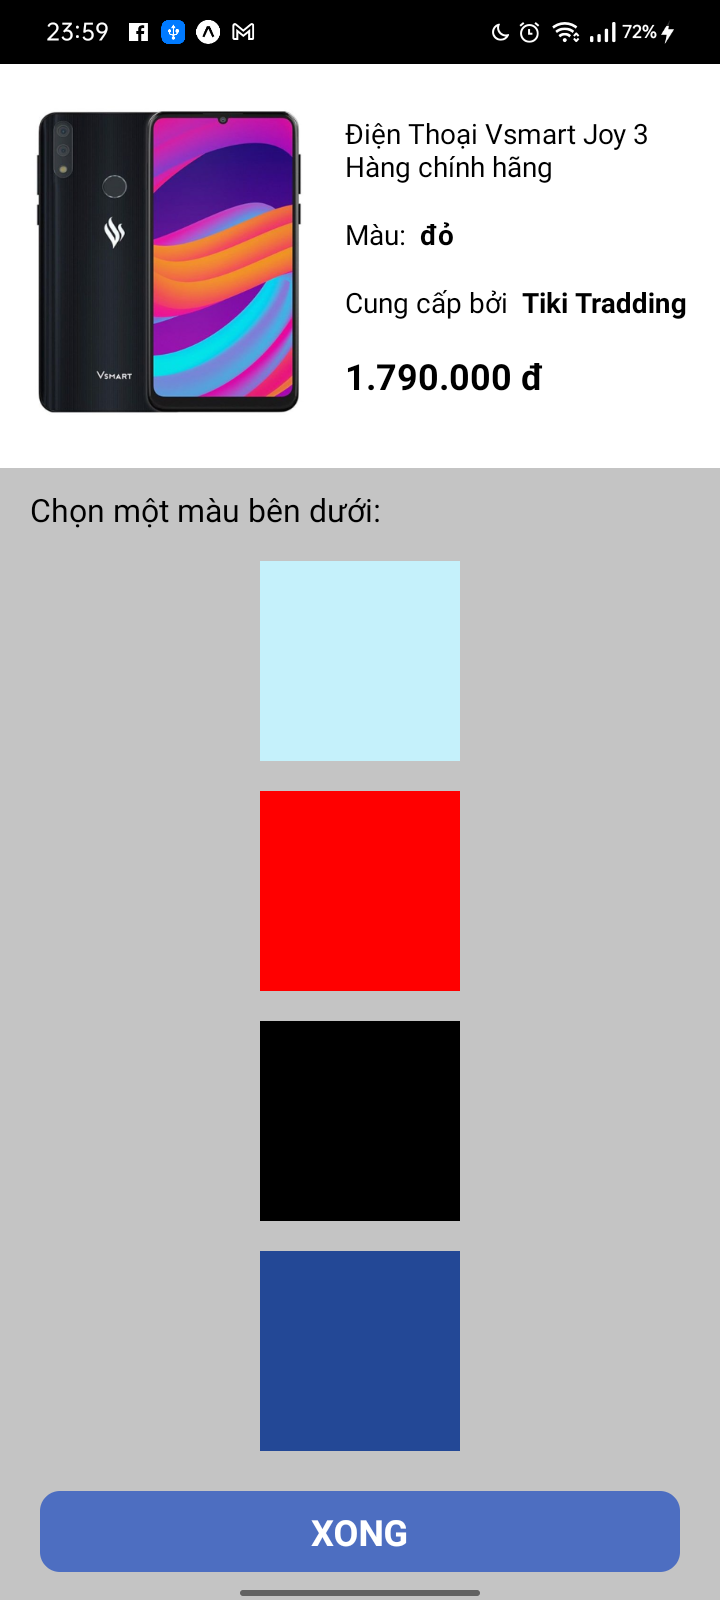 23:59
72%
Điện Thoại Vsmart Joy 3
Hàng chính hãng
Màu: đỏ
Cung cấp bởi Tiki Tradding
1.790.000 đ
VSMART
Chọn một màu bên dưới:
XONG